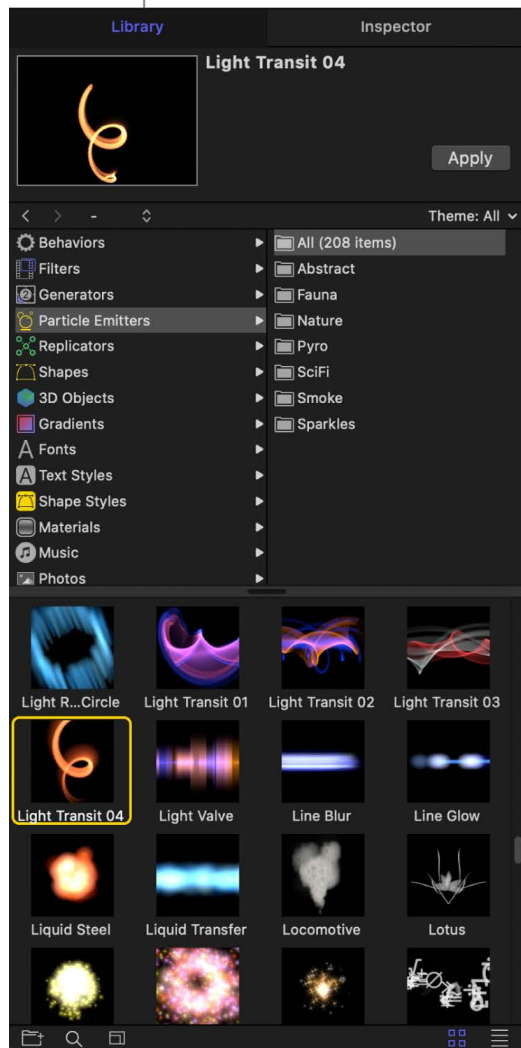 Library Inspector
Light Transit 04
Apply
Theme: All
Behaviors
Filters
Generators
Particle Emitters
Replicators
Shapes
3D Objects
Gradients
Fonts
Text Styles
Shape Styles
Materials
Music
Photos
All (208 items)
Abstract
Fauna
Nature
Pyro
SciFi
Smoke
Sparkles
Light R...Circle Light Transit 01 Light Transit 02 Light Transit 03
Light Transit 04 Light Valve Line Blur Line Glow
Liquid Steel Liquid Transfer Locomotive Lotus